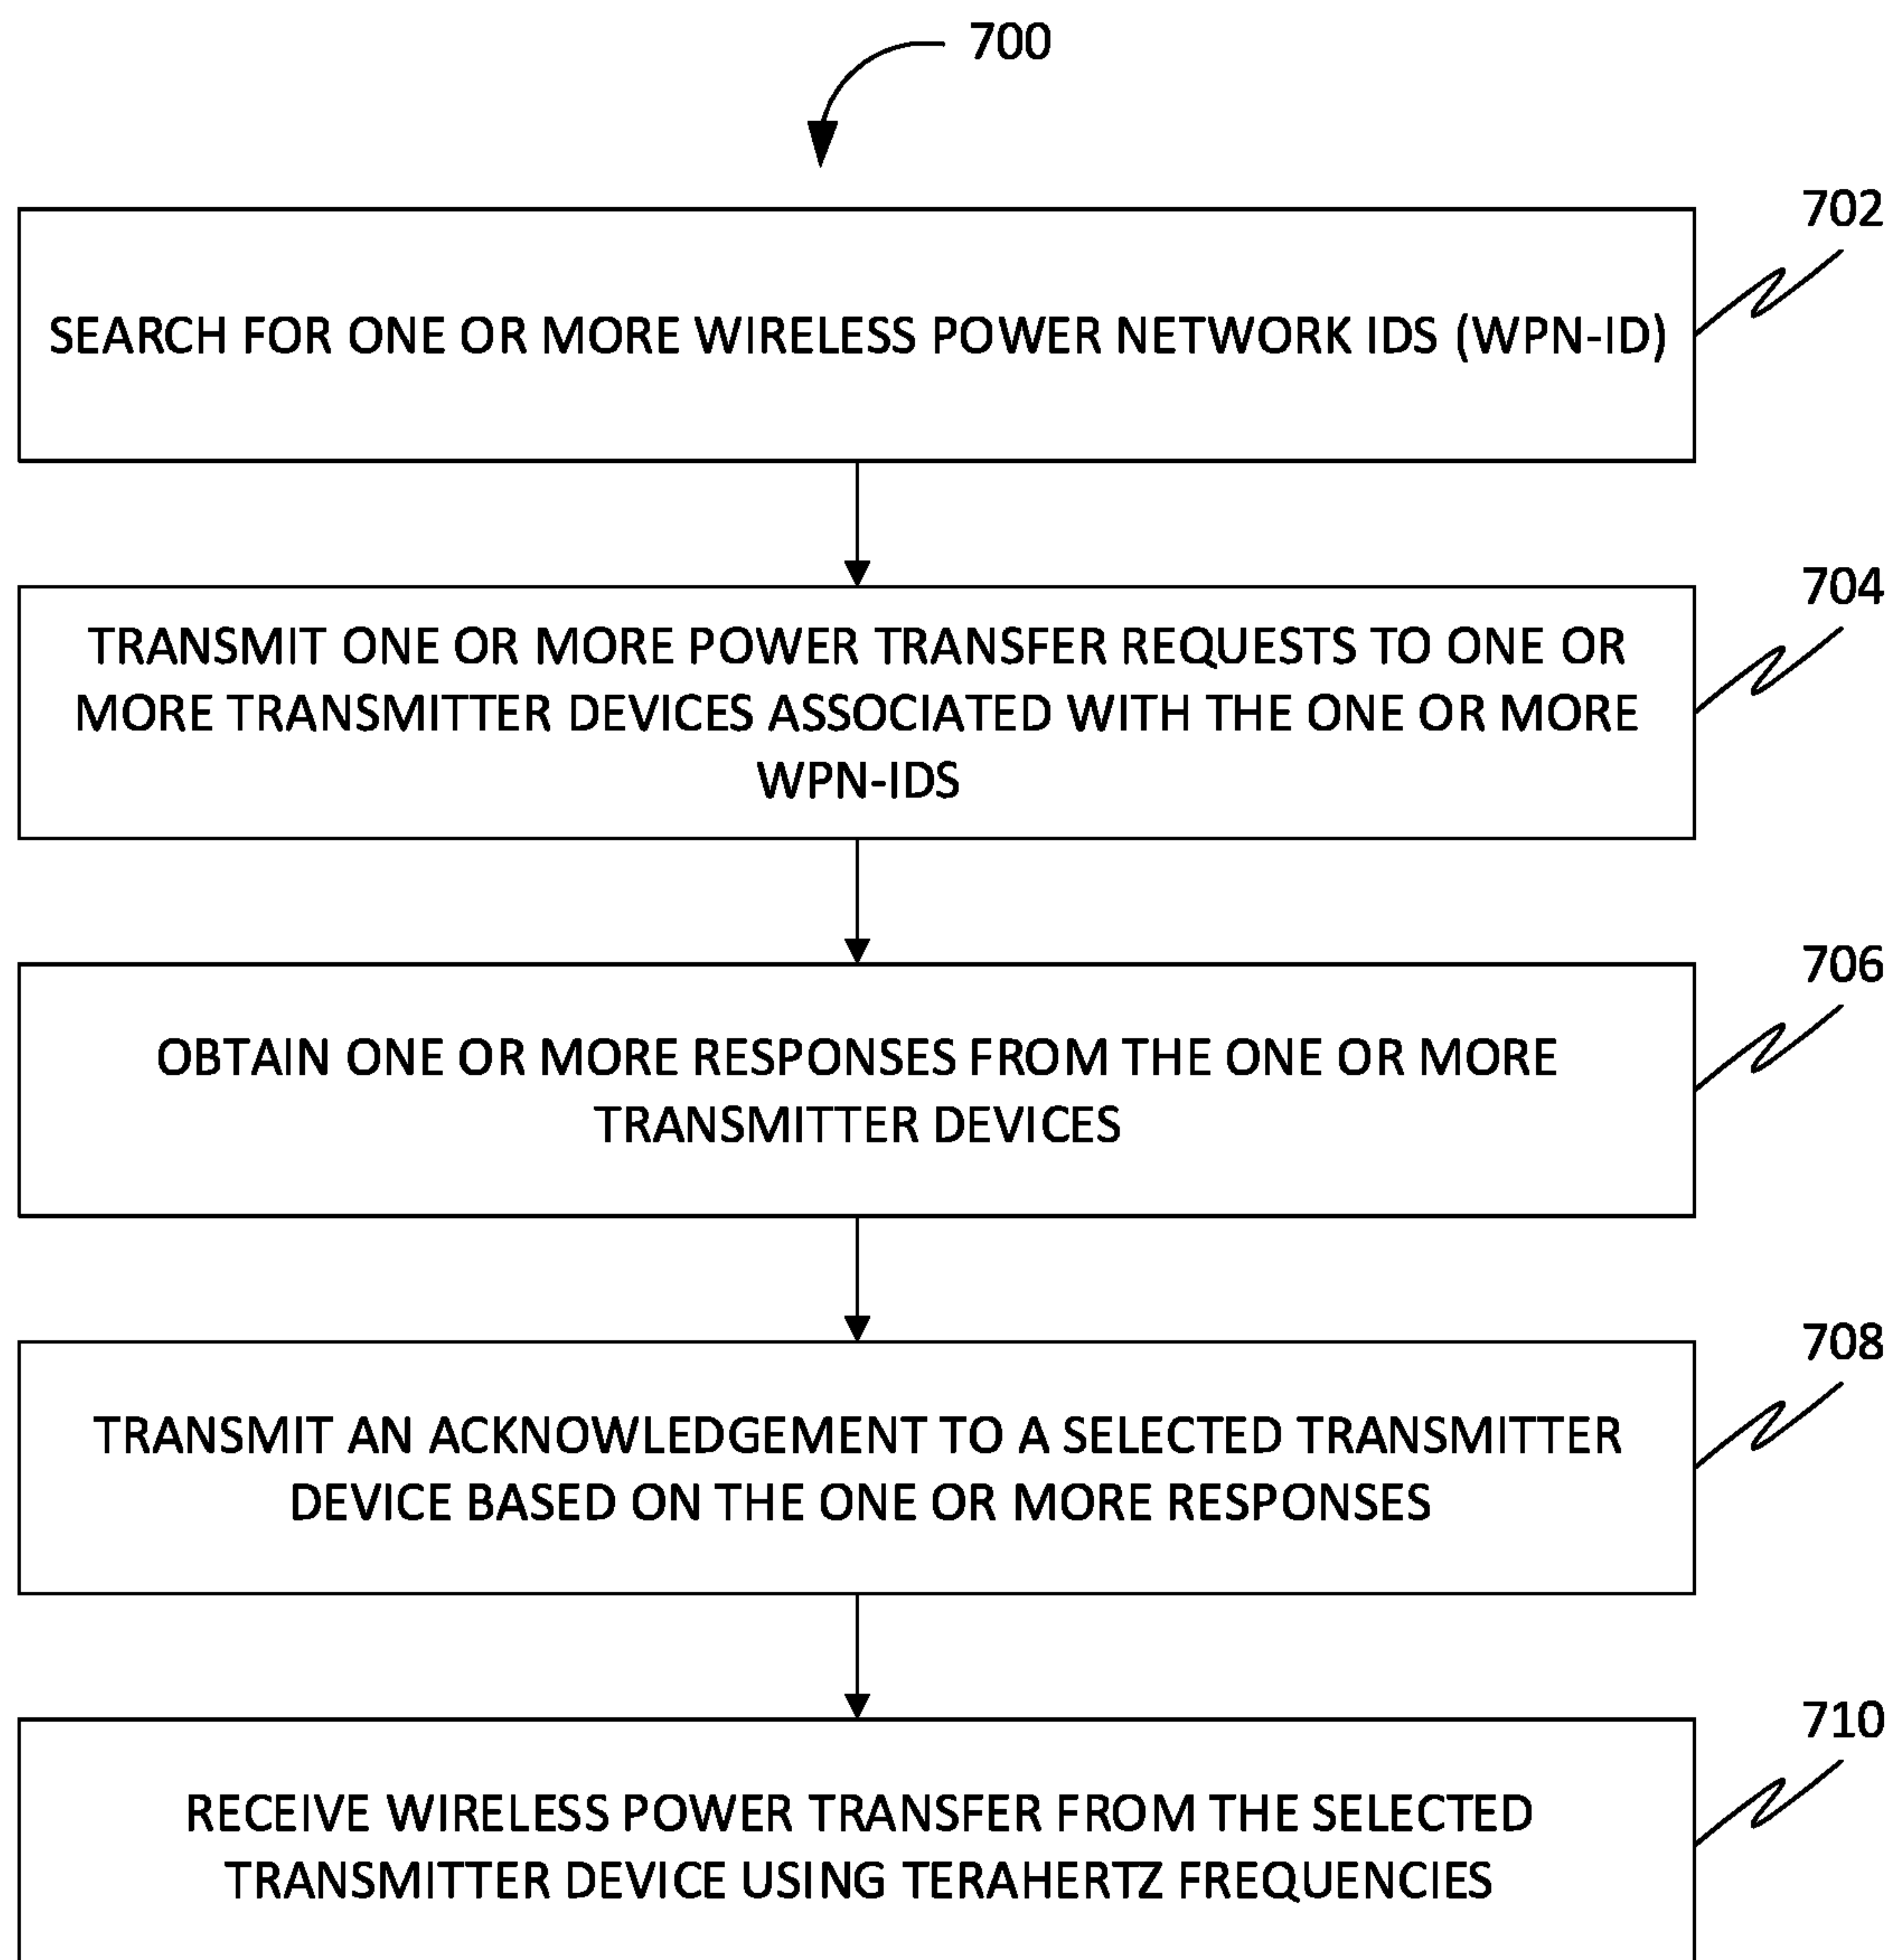 700
702
SEARCH FOR ONE OR MORE WIRELESS POWER NETWORK IDS (WPN-ID)
704
TRANSMIT ONE OR MORE POWER TRANSFER REQUESTS TO ONE OR
MORE TRANSMITTER DEVICES ASSOCIATED WITH THE ONE OR MORE
WPN-IDS
706
OBTAIN ONE OR MORE RESPONSES FROM THE ONE OR MORE
TRANSMITTER DEVICES
708
TRANSMIT AN ACKNOWLEDGEMENT TO A SELECTED TRANSMITTER
DEVICE BASED ON THE ONE OR MORE RESPONSES
710
RECEIVE WIRELESS POWER TRANSFER FROM THE SELECTED
TRANSMITTER DEVICE USING TERAHERTZ FREQUENCIES